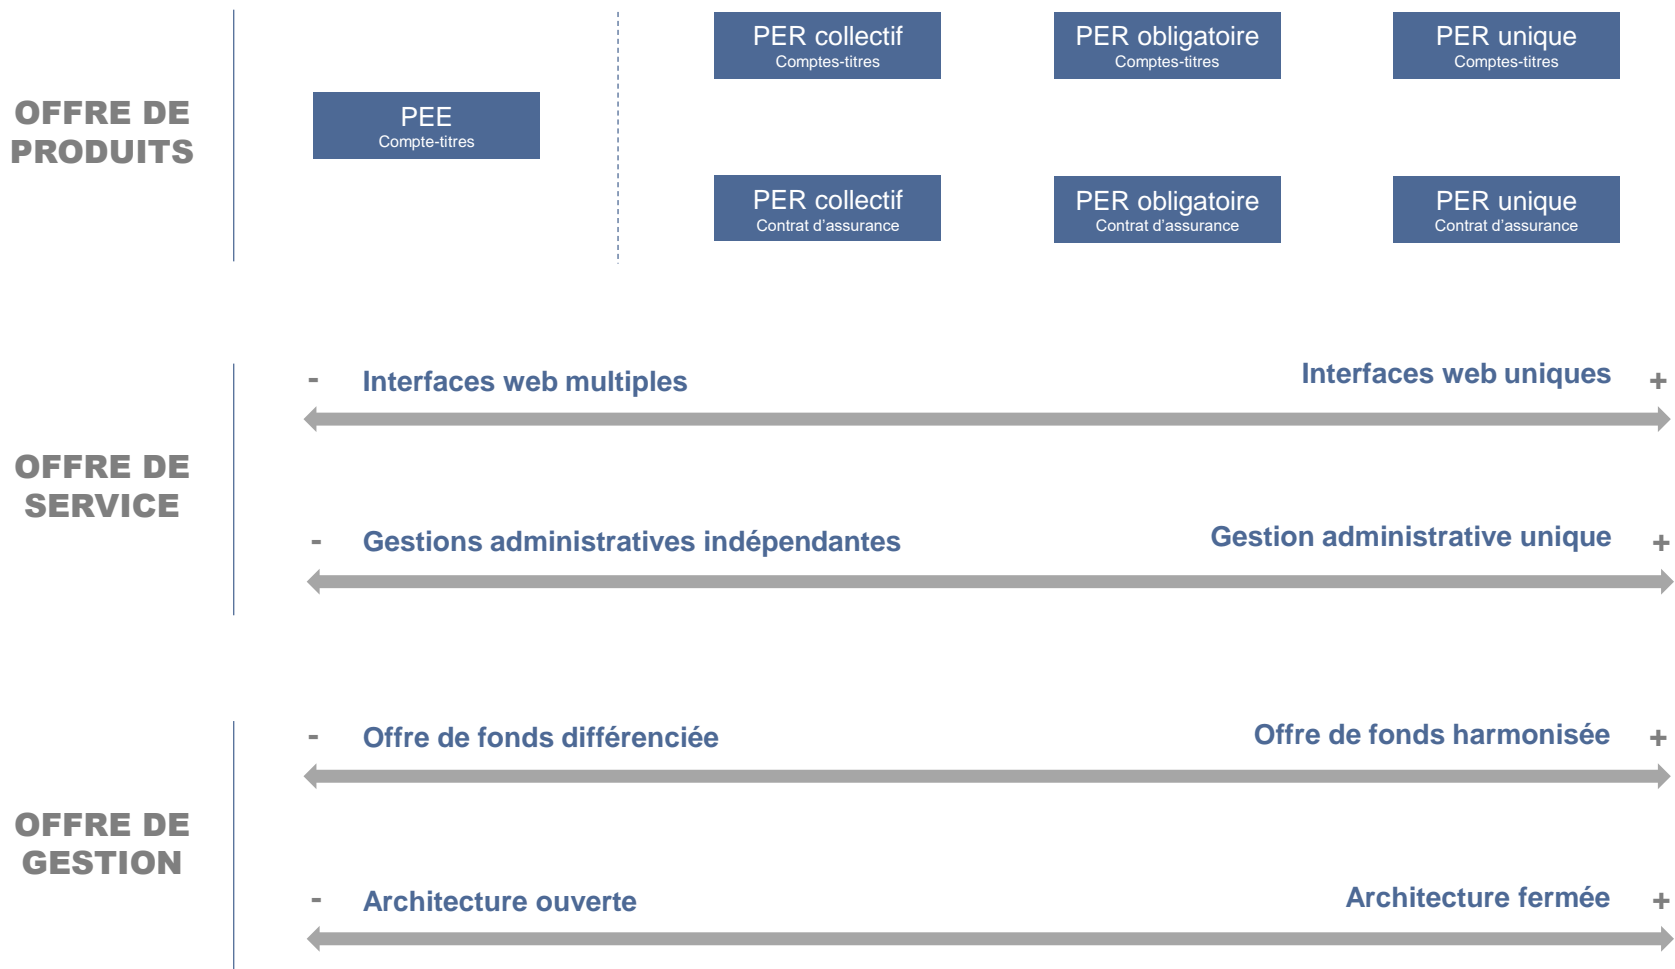 OFFRE DE
PRODUITS
PEE
Compte-titres
PER collectif
Comptes-titres
PER obligatoire
Comptes-titres
PER unique
Comptes-titres
PER collectif
Contrat d’assurance
PER obligatoire
Contrat d’assurance
PER unique
Contrat d’assurance
OFFRE DE
SERVICE
- Interfaces web multiples
Interfaces web uniques +
- Gestions administratives indépendantes
Gestion administrative unique +
OFFRE DE
GESTION
- Offre de fonds différenciée
Offre de fonds harmonisée +
- Architecture ouverte
Architecture fermée +